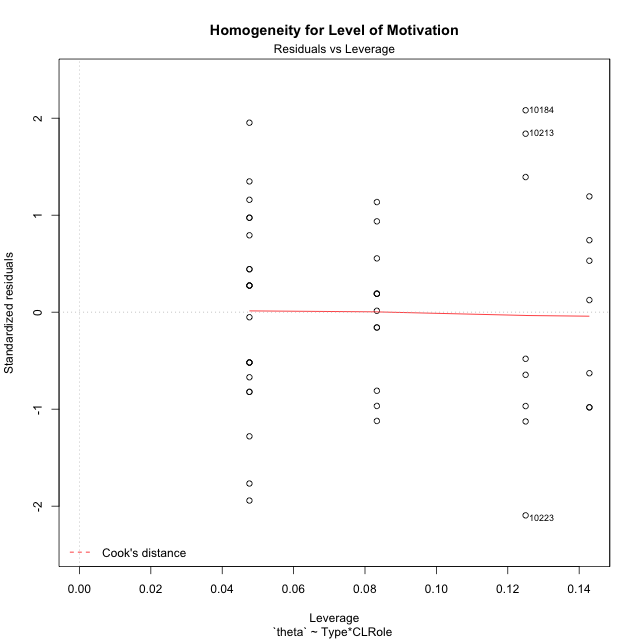 Homogeneity for Level of Motivation
Residuals vs Leverage
2
1
0
-1
-2
Standardized residuals
10184
10213
10223
Cook's distance
0.00 0.02 0.04 0.06 0.08 0.10 0.12 0.14
Leverage
`theta` ~ Type*CLRole